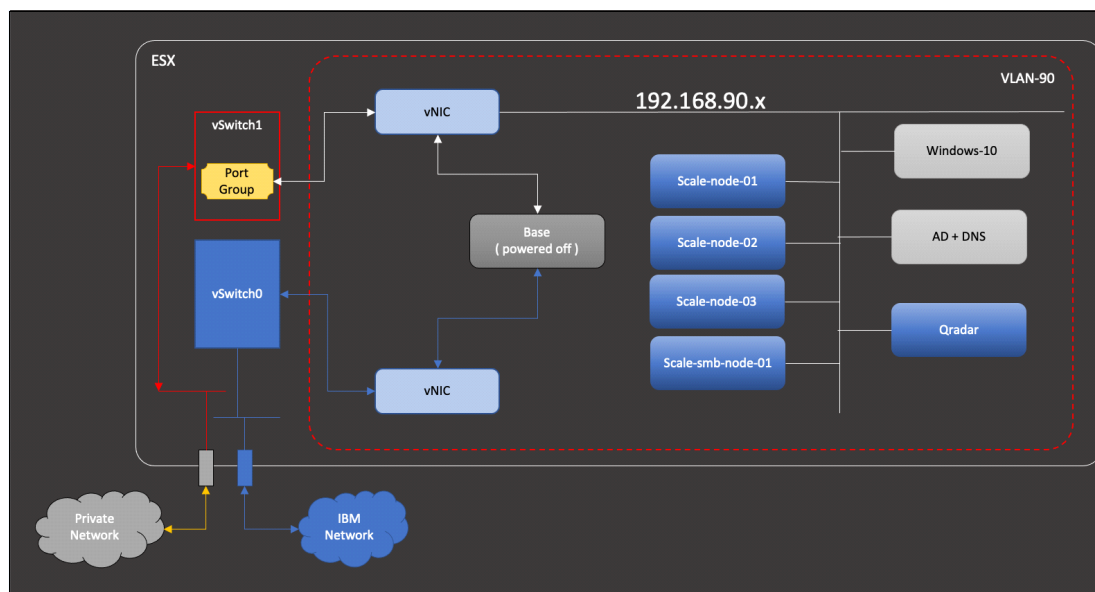 ESX
VLAN-90
vSwitch1
Port
Group
vNIC
192.168.90.x
Windows-10
Scale-node-01
Base
( powered off )
Scale-node-02
AD + DNS
vSwitch0
Scale-node-03
Qradar
Scale-smb-node-01
vNIC
Private
Network
IBM
Network